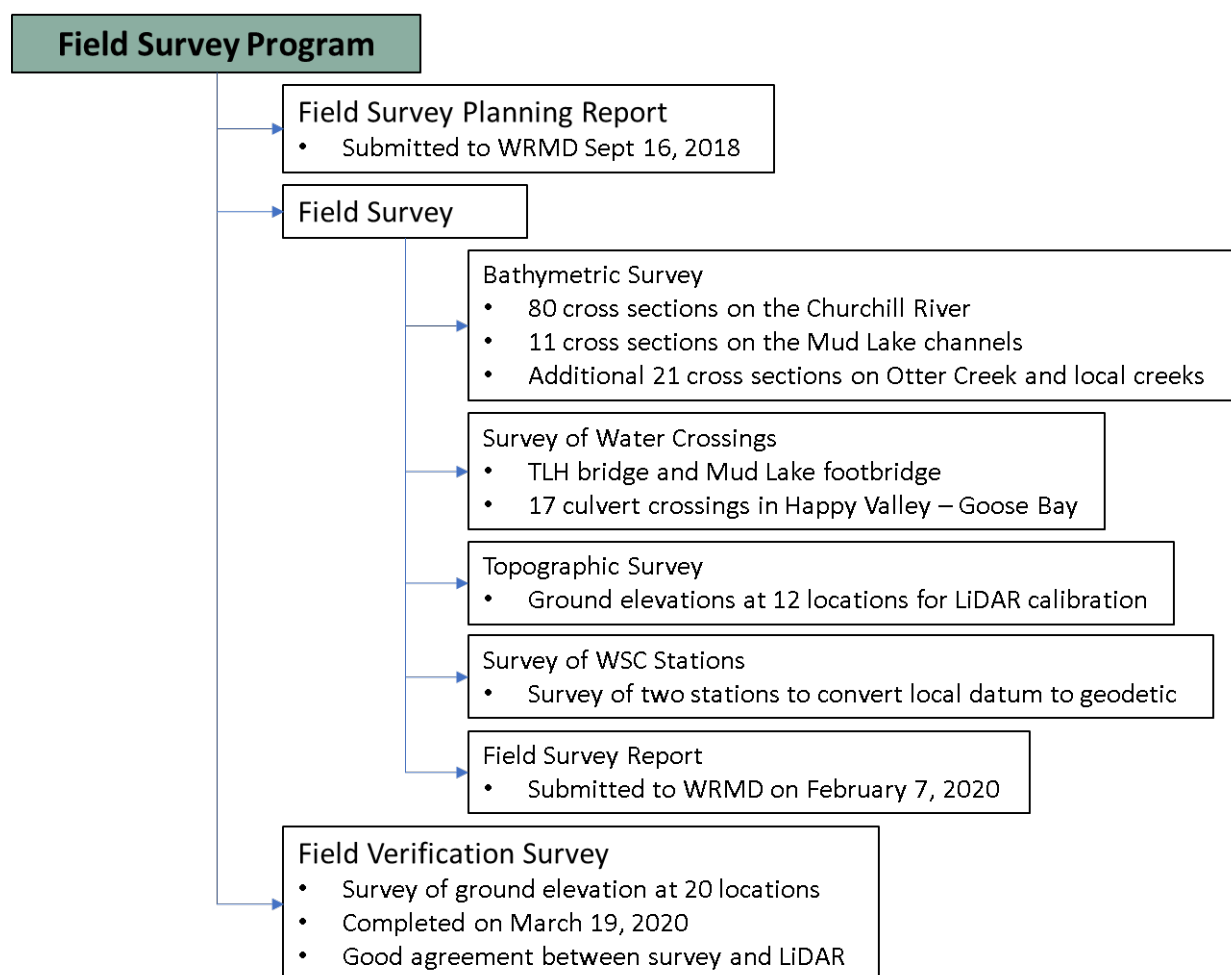 Field Survey Program
Field Survey Planning Report
• Submitted to WRMD Sept 16, 2018
Field Survey
Bathymetric Survey
• 80 cross sections on the Churchill River
• 11 cross sections on the Mud Lake channels
• Additional 21 cross sections on Otter Creek and local creeks
Survey of Water Crossings
• TLH bridge and Mud Lake footbridge
• 17 culvert crossings in Happy Valley – Goose Bay
Topographic Survey
• Ground elevations at 12 locations for LiDAR calibration
Survey of WSC Stations
• Survey of two stations to convert local datum to geodetic
Field Survey Report
• Submitted to WRMD on February 7, 2020
Field Verification Survey
• Survey of ground elevation at 20 locations
• Completed on March 19, 2020
• Good agreement between survey and LiDAR